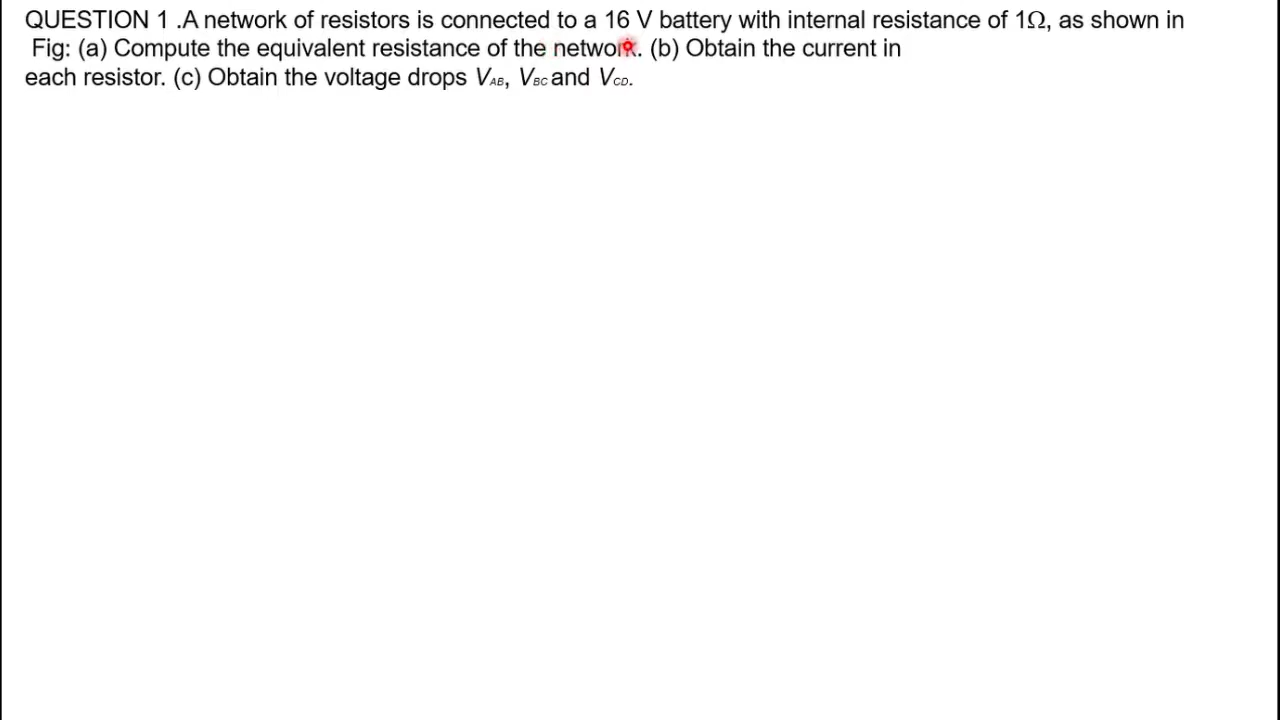 QUESTION 1 .A network of resistors is connected to a 16 V battery with internal resistance of 1Ω, as shown in
Fig: (a) Compute the equivalent resistance of the network. (b) Obtain the current in
each resistor. (c) Obtain the voltage drops VAB, VBC and VCD.